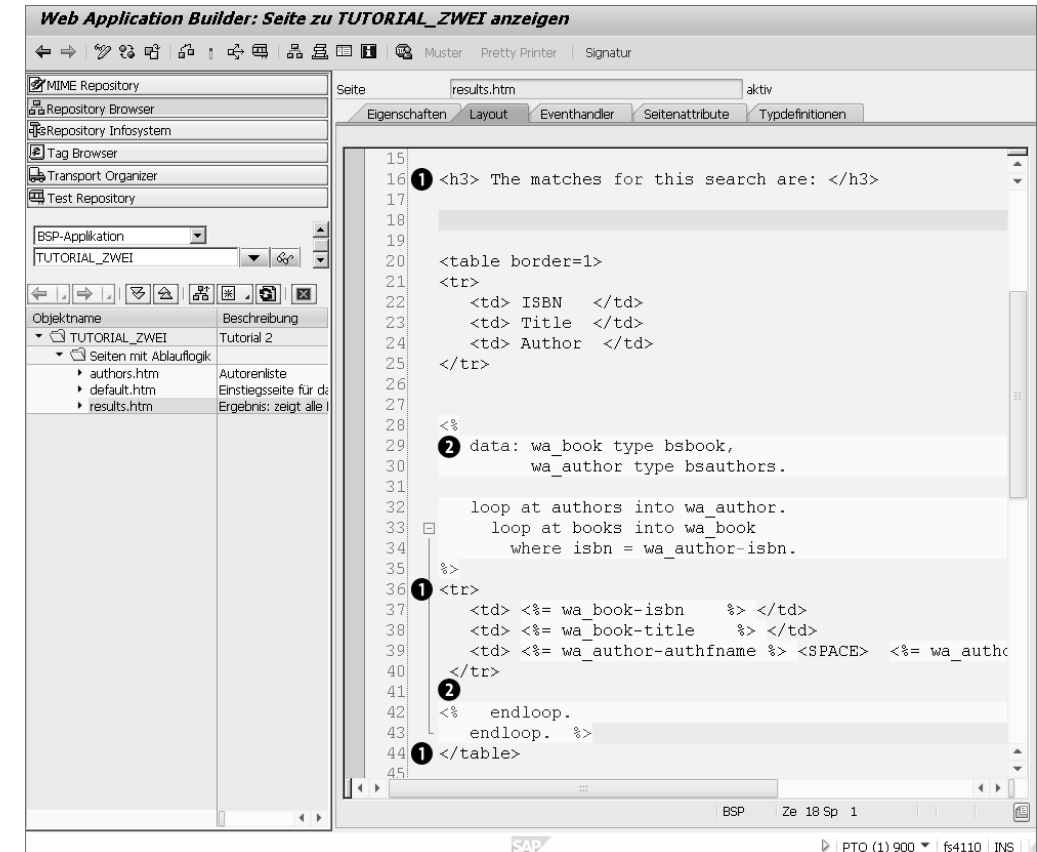 Web Application Builder: Seite zu TUTORIAL_ZWEI anzeigen
Muster Pretty Printer Signatur
MIME Repository
Repository Browser
Repository Infosystem
Tag Browser
Transport Organizer
Test Repository
BSP-Applikation
TUTORIAL_ZWEI
Objektname Beschreibung
TUTORIAL_ZWEI Tutorial 2
Seiten mit Ablauflogik
authors.htm Autorenliste
default.htm Einstiegsseite für da
results.htm Ergebnis: zeigt alle
Seite results.htm aktiv
Eigenschaften Layout Eventhandler Seitenattribute Typdefinitionen
15
16 1 <h3> The matches for this search are: </h3>
17
18
19
20 <table border=1>
21 <tr>
22 <td> ISBN </td>
23 <td> Title </td>
24 <td> Author </td>
25 </tr>
26
27
28 <%
29 2 data: wa_book type bsbook,
30 wa_author type bsauthors.
31
32 loop at authors into wa_author.
33 loop at books into wa_book
34 where isbn = wa_author-isbn.
35 %>
36 1 <tr>
37 <td> <%= wa_book-isbn %> </td>
38 <td> <%= wa_book-title %> </td>
39 <td> <%= wa_author-authfname %> <SPACE> <%= wa_autho
40 </tr>
41 2
42 <% endloop.
43 endloop. %>
44 1 </table>
45
BSP Ze 18 Sp 1
SAP
PTO (1) 900 fs4110 INS